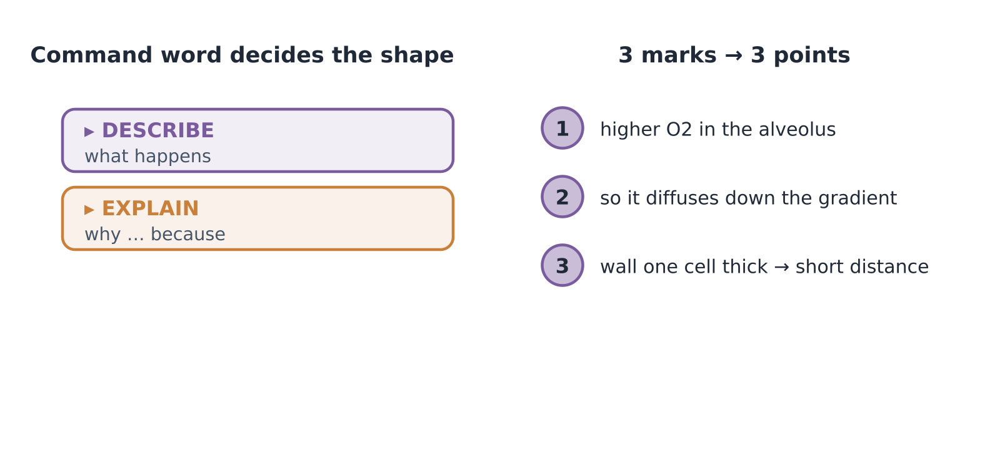 Command word decides the shape
▸ DESCRIBE
what happens
▸ EXPLAIN
why … because
3 marks → 3 points
1 higher O2 in the alveolus
2 so it diffuses down the gradient
3 wall one cell thick → short distance